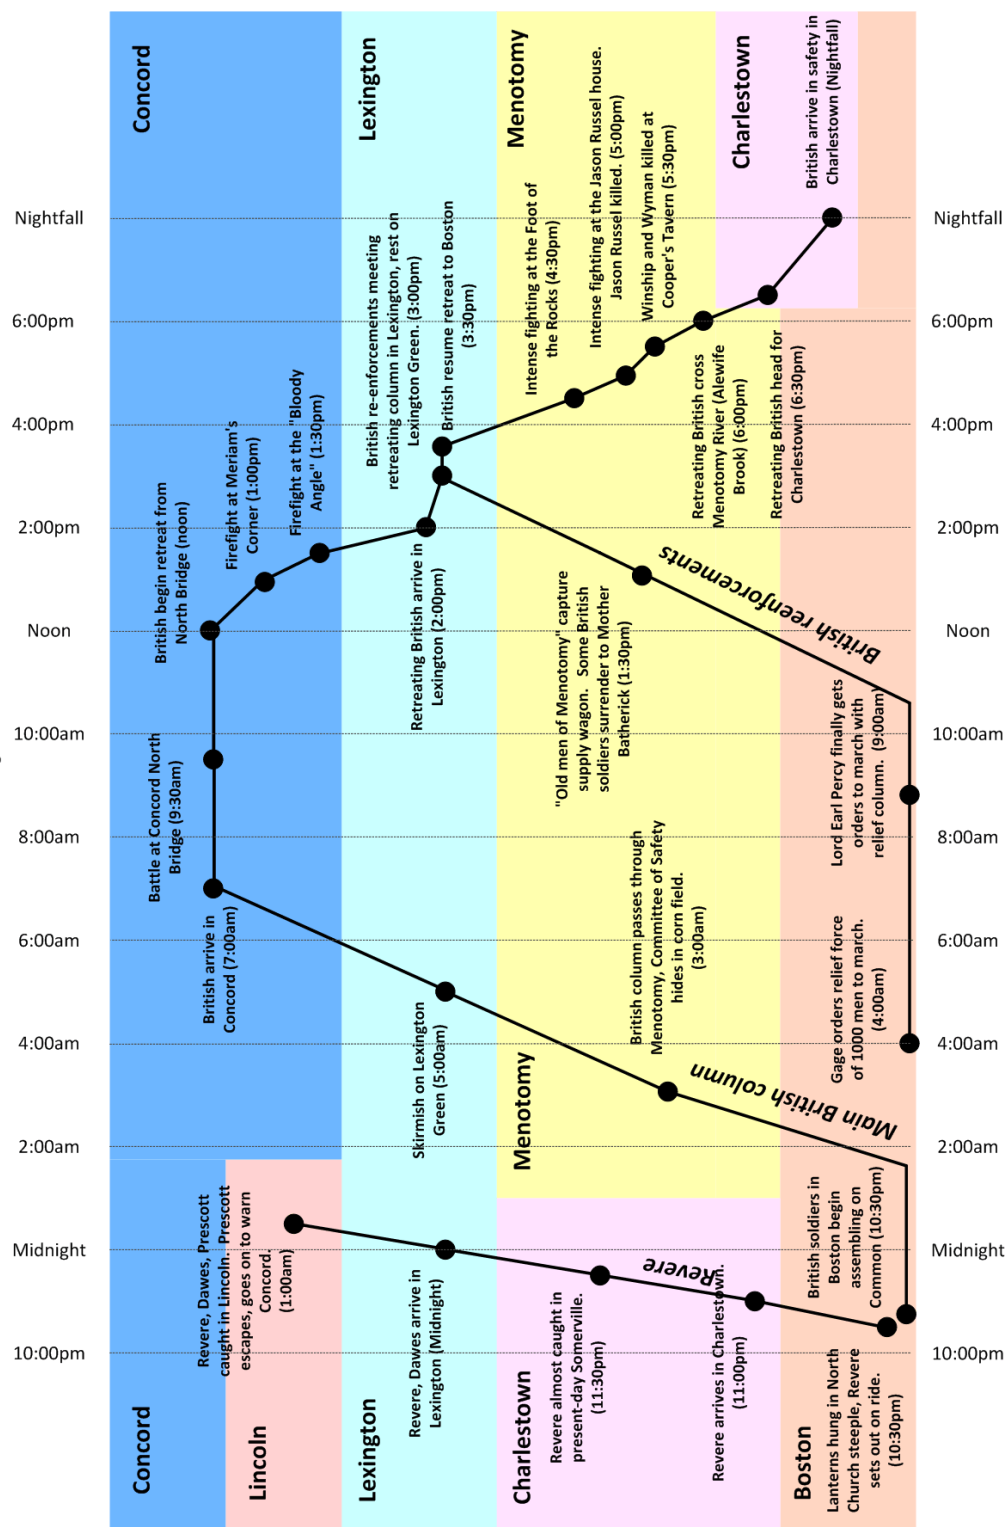 Concord
Lexington
Menotomy
Charlestown
Nightfall
Nightfall
British arrive in safety in
Charlestown (Nightfall)
Intense fighting at the Jason Russel house.
Jason Russel killed. (5:00pm)
Winship and Wyman killed at
Cooper's Tavern (5:30pm)
Intense fighting at the Foot of
the Rocks (4:30pm)
British re-enforcements meeting
retreating column in Lexington, rest on
Lexington Green. (3:00pm)
British resume retreat to Boston
(3:30pm)
6:00pm
6:00pm
Retreating British cross
Menotomy River (Alewife
Brook) (6:00pm)
Retreating British head for
Charlestown (6:30pm)
4:00pm
4:00pm
Firefight at the "Bloody
Angle" (1:30pm)
Firefight at Meriam's
Corner (1:00pm)
British begin retreat from
North Bridge (noon)
2:00pm
2:00pm
Retreating British arrive in
Lexington (2:00pm)
British reenforcements
"Old men of Menotomy" capture
supply wagon. Some British
soldiers surrender to Mother
Batherick (1:30pm)
Noon
Noon
Lord Earl Percy finally gets
orders to march with
relief column. (9:00am)
10:00am
10:00am
Battle at Concord North
Bridge (9:30am)
8:00am
8:00am
British column passes through
Menotomy, Committee of Safety
hides in corn field.
(3:00am)
British arrive in
Concord (7:00am)
6:00am
6:00am
Gage orders relief force
of 1000 men to march.
(4:00am)
Skirmish on Lexington
Green (5:00am)
4:00am
4:00am
Menotomy
Main British column
2:00am
2:00am
Revere, Dawes, Prescott
caught in Lincoln. Prescott
escapes, goes on to warn
Concord.
(1:00am)
British soldiers in
Boston begin
assembling on
Common (10:30pm)
Midnight
Midnight
Revere
Revere, Dawes arrive in
Lexington (Midnight)
Revere almost caught in
present-day Somerville.
(11:30pm)
Revere arrives in Charlestown.
(11:00pm)
10:00pm
10:00pm
Lanterns hung in North
Church steeple, Revere
sets out on ride.
(10:30pm)
Concord
Lincoln
Lexington
Charlestown
Boston